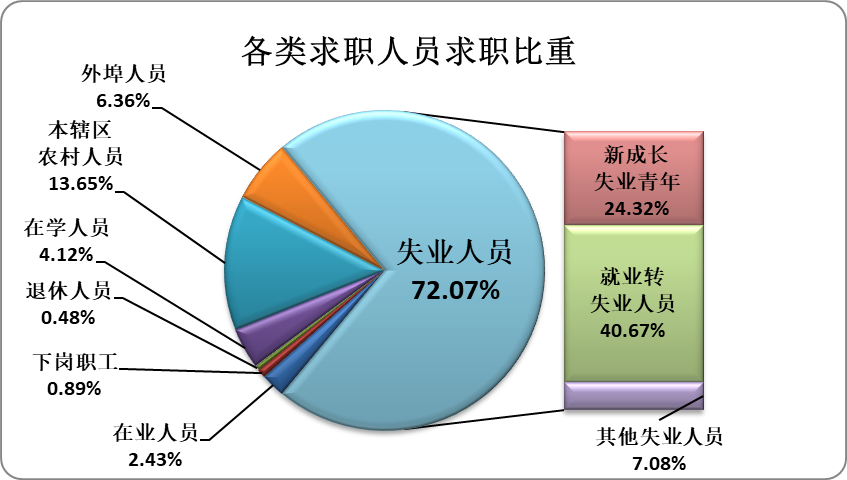 各类求职人员求职比重
外埠人员
6.36%
本辖区
农村人员
13.65%
在学人员
4.12%
退休人员
0.48%
下岗职工
0.89%
在业人员
2.43%
失业人员
72.07%
新成长
失业青年
24.32%
就业转
失业人员
40.67%
其他失业人员
7.08%